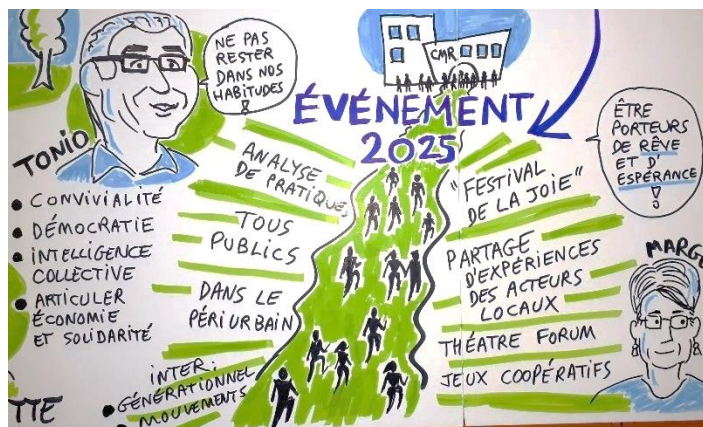 NE PAS
RESTER
DANS NOS
HABITUDES !
TONIO
• CONVIVIALITÉ
• DÉMOCRATIE
• INTELLIGENCE
COLLECTIVE
• ARTICULER
ÉCONOMIE
ET SOLIDARITÉ
TTE
CMR
ÉVÉNEMENT
2025
ANALYSE
DE PRATIQUES
TOUS
PUBLICS
DANS LE
PÉRIURBAIN
• INTER.
GÉNÉRATIONNEL
MOUVEMENTS
"FESTIVAL
DE LA JOIE"
PARTAGE
D'EXPÉRIENCES
DES ACTEURS
LOCAUX
THÉATRE FORUM
JEUX COOPÉRATIFS
ÊTRE
PORTEURS
DE RÊVE
ET D'
ESPÉRANCE
!
MARGE